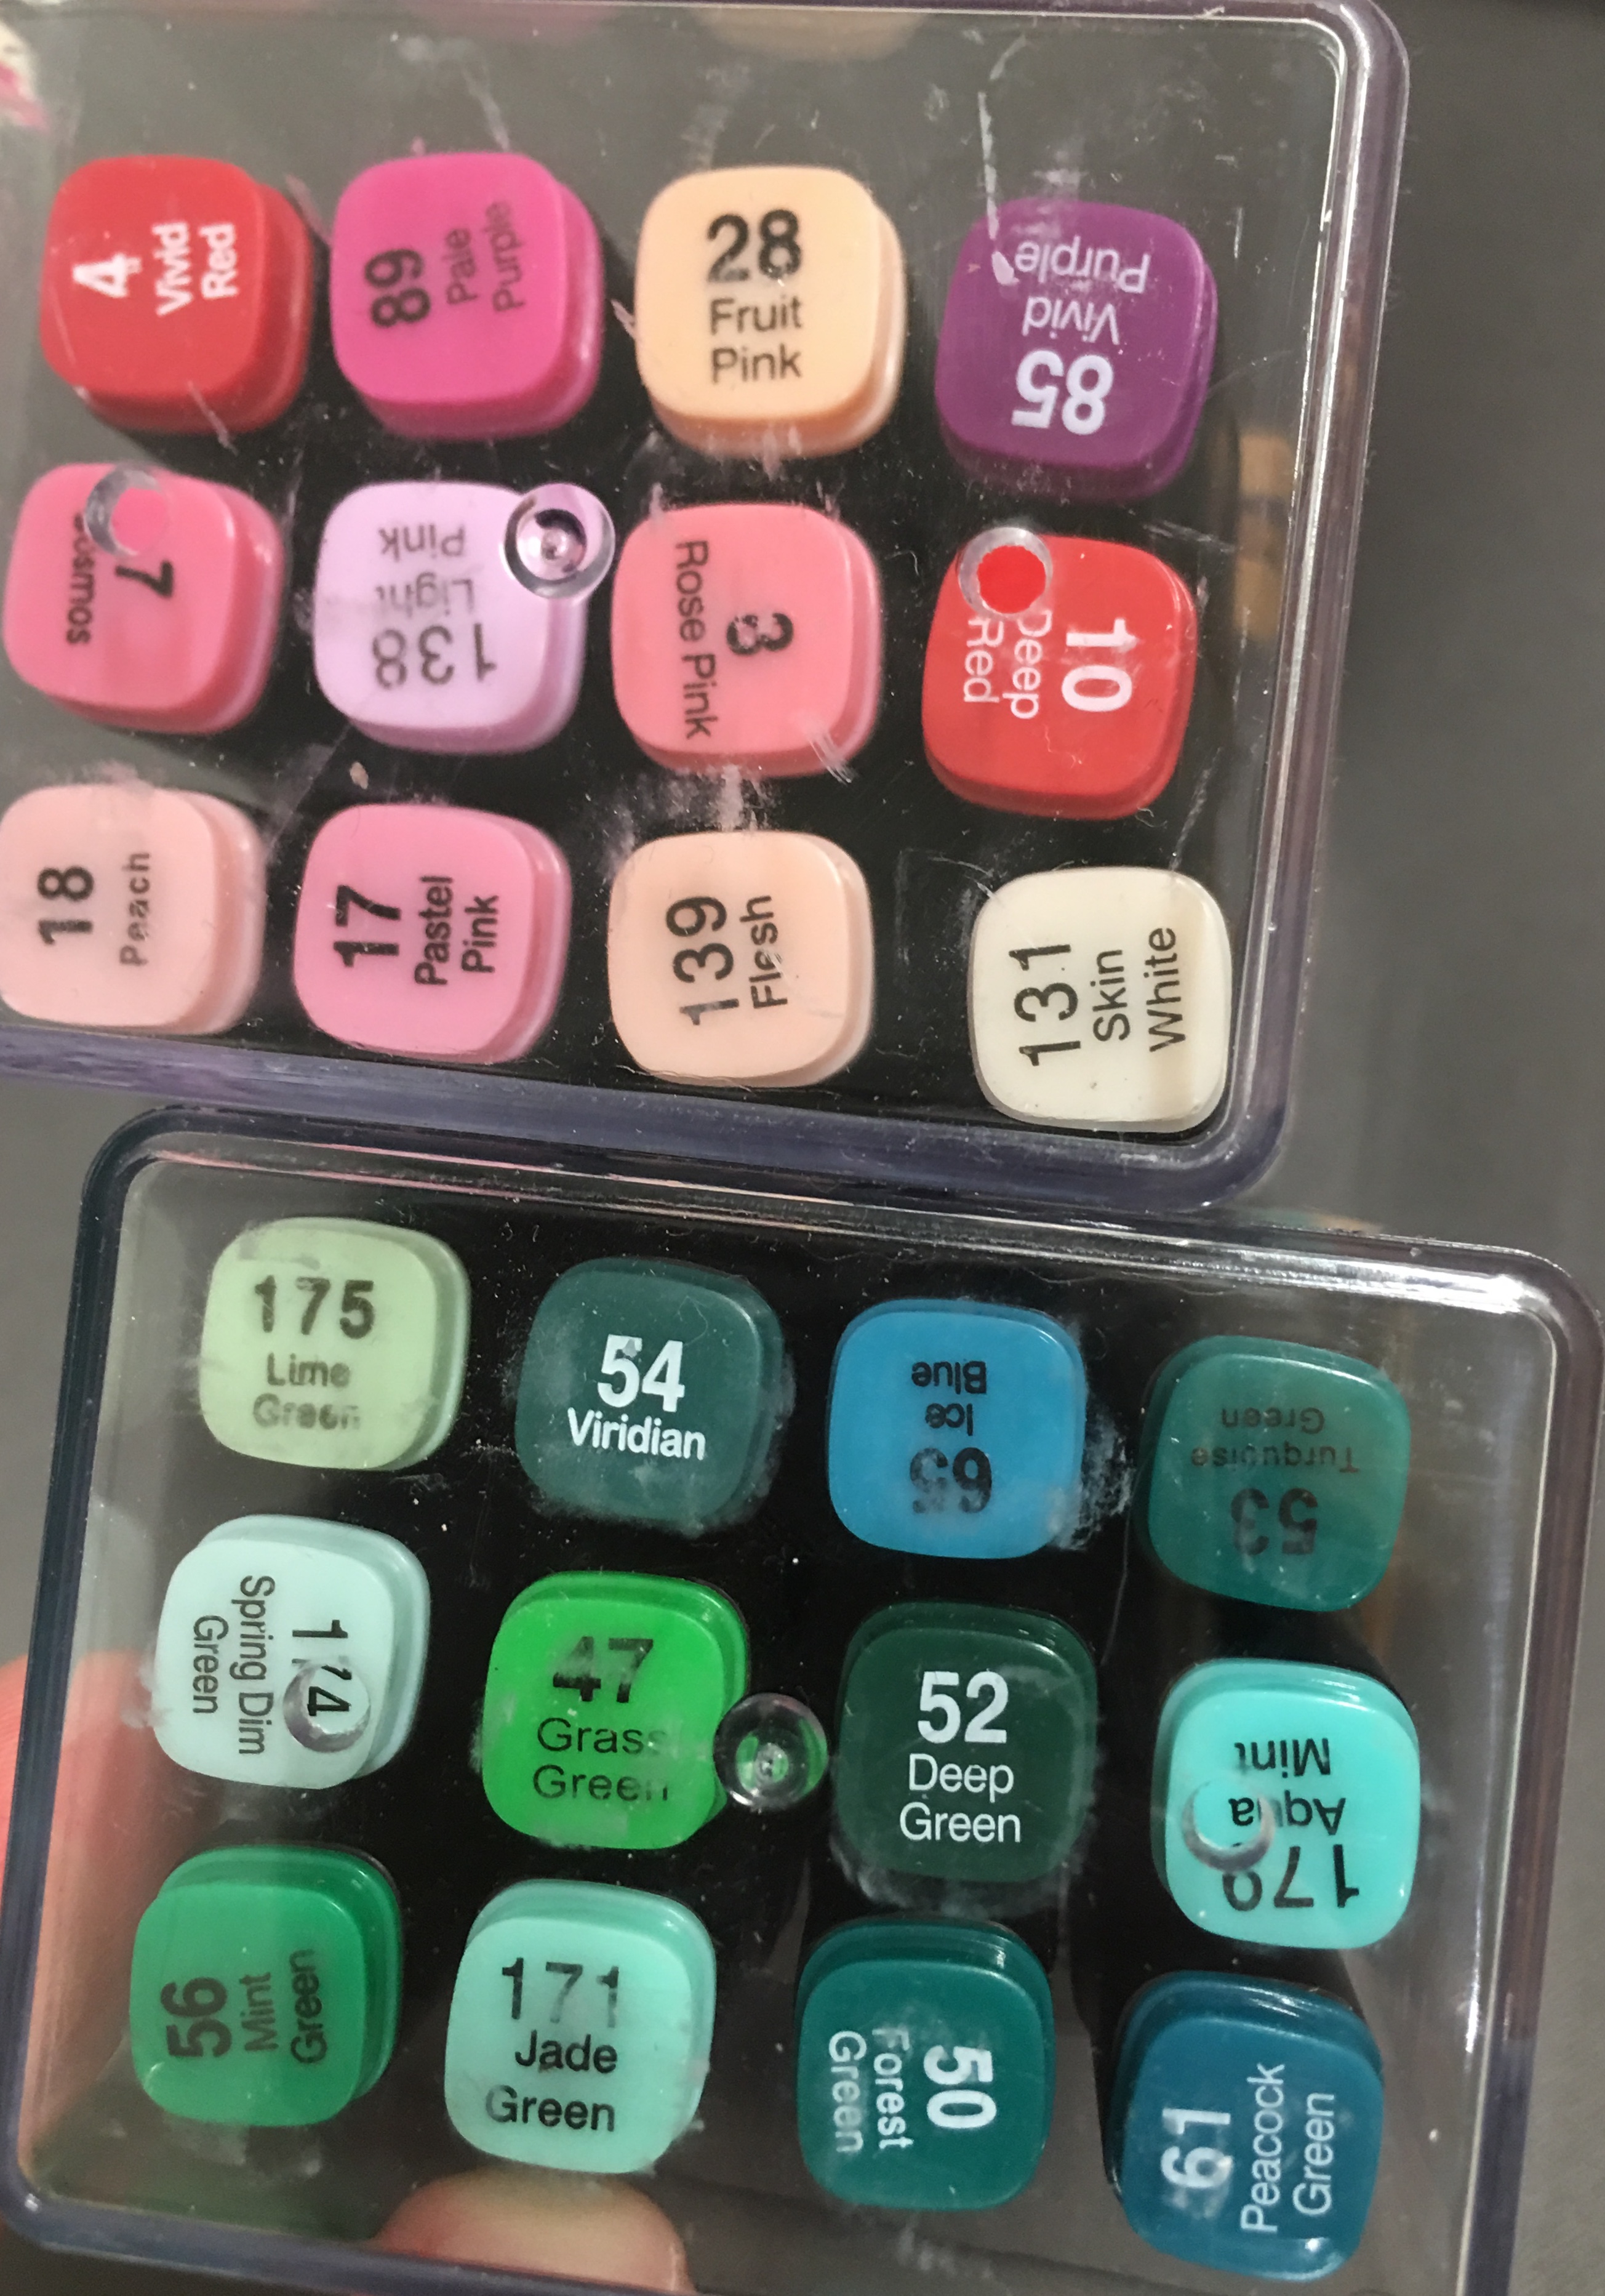 4
Vivid
Red
89
Pale
Purple
28
Fruit
Pink
85
Vivid
Purple
7
138
Light
Pink
3
Rose Pink
10
Deep
Red
18
Peach
17
Pastel
Pink
139
Flesh
131
Skin
White
175
Lime
Green
54
Viridian
Ice
Blue
53
Turquoise
Green
174
Spring Dim
Green
47
Grass
Green
52
Deep
Green
Aqua
Mint
56
Mint
Green
171
Jade
Green
50
Forest
Green
61
Peacock
Green